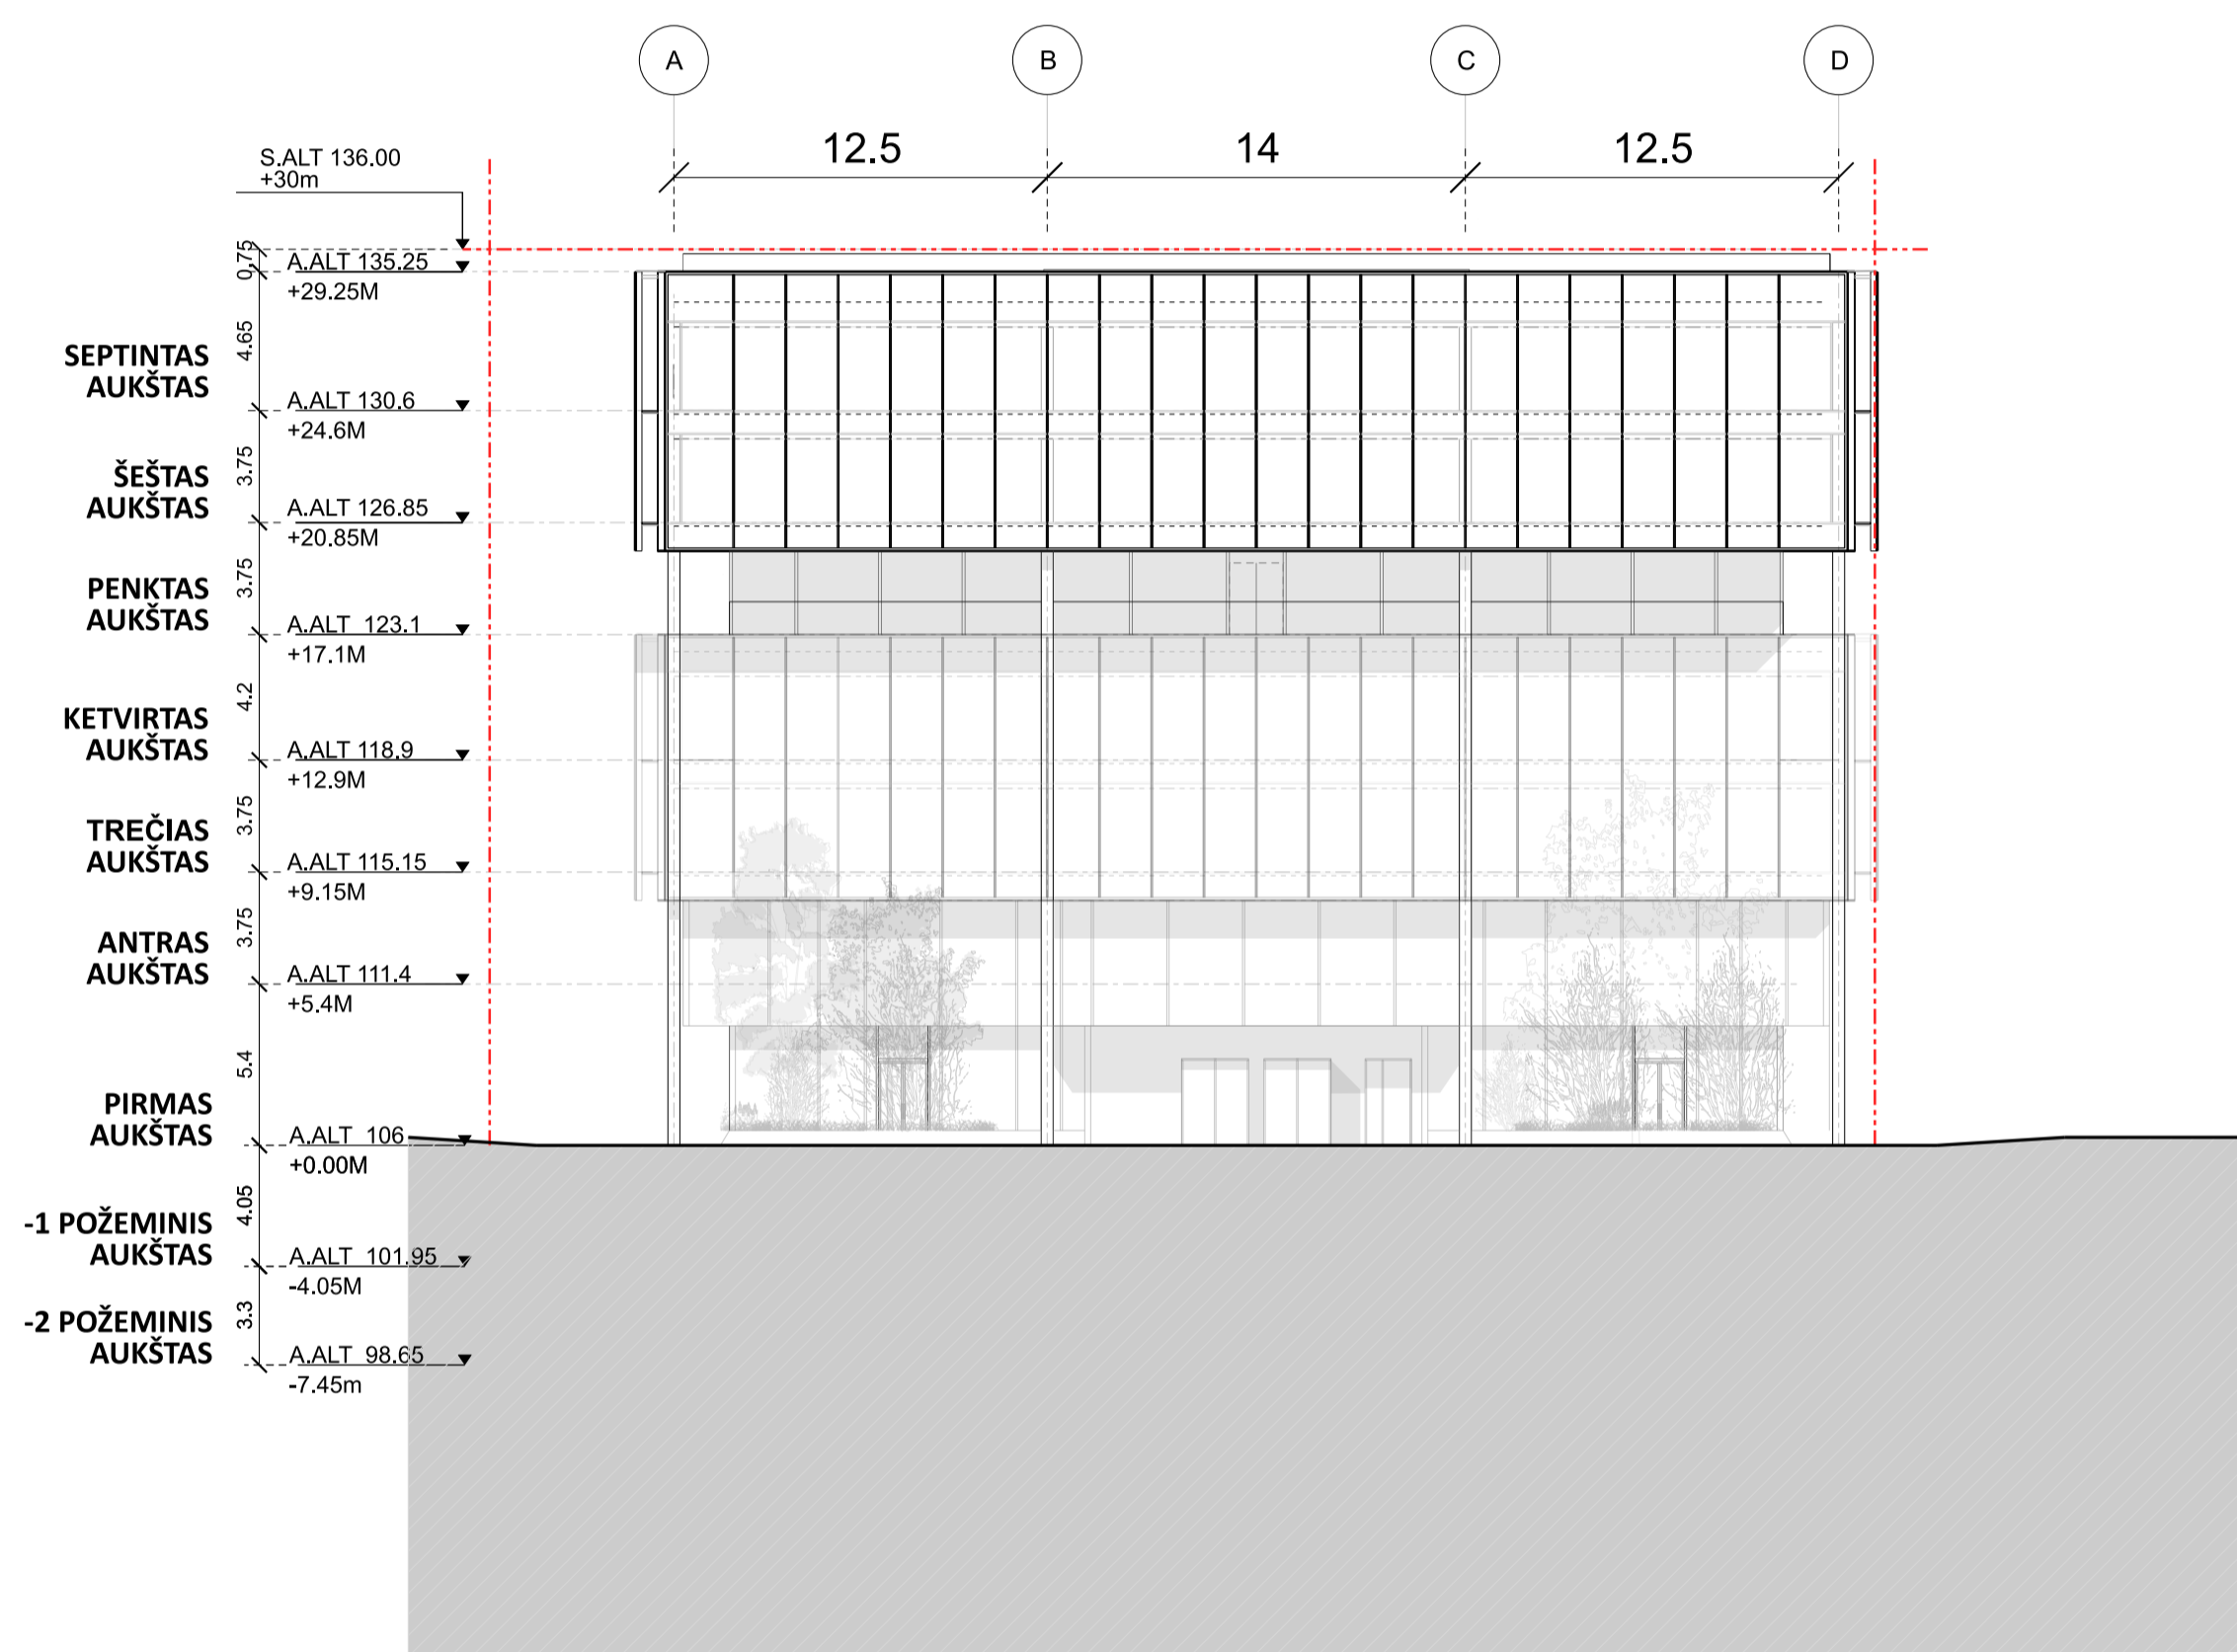 A
B
C
D
12.5
14
12.5
S.ALT 136.00
+30m
0.75
A.ALT 135.25
+29.25M
4.65
SEPTINTAS
AUKŠTAS
A.ALT 130.6
+24.6M
3.75
ŠEŠTAS
AUKŠTAS
A.ALT 126.85
+20.85M
3.75
PENKTAS
AUKŠTAS
A.ALT 123.1
+17.1M
4.2
KETVIRTAS
AUKŠTAS
A.ALT 118.9
+12.9M
3.75
TREČIAS
AUKŠTAS
A.ALT 115.15
+9.15M
3.75
ANTRAS
AUKŠTAS
A.ALT 111.4
+5.4M
5.4
PIRMAS
AUKŠTAS
A.ALT 106
+0.00M
4.05
-1 POŽEMINIS
AUKŠTAS
A.ALT 101.95
-4.05M
3.3
-2 POŽEMINIS
AUKŠTAS
A.ALT 98.65
-7.45m